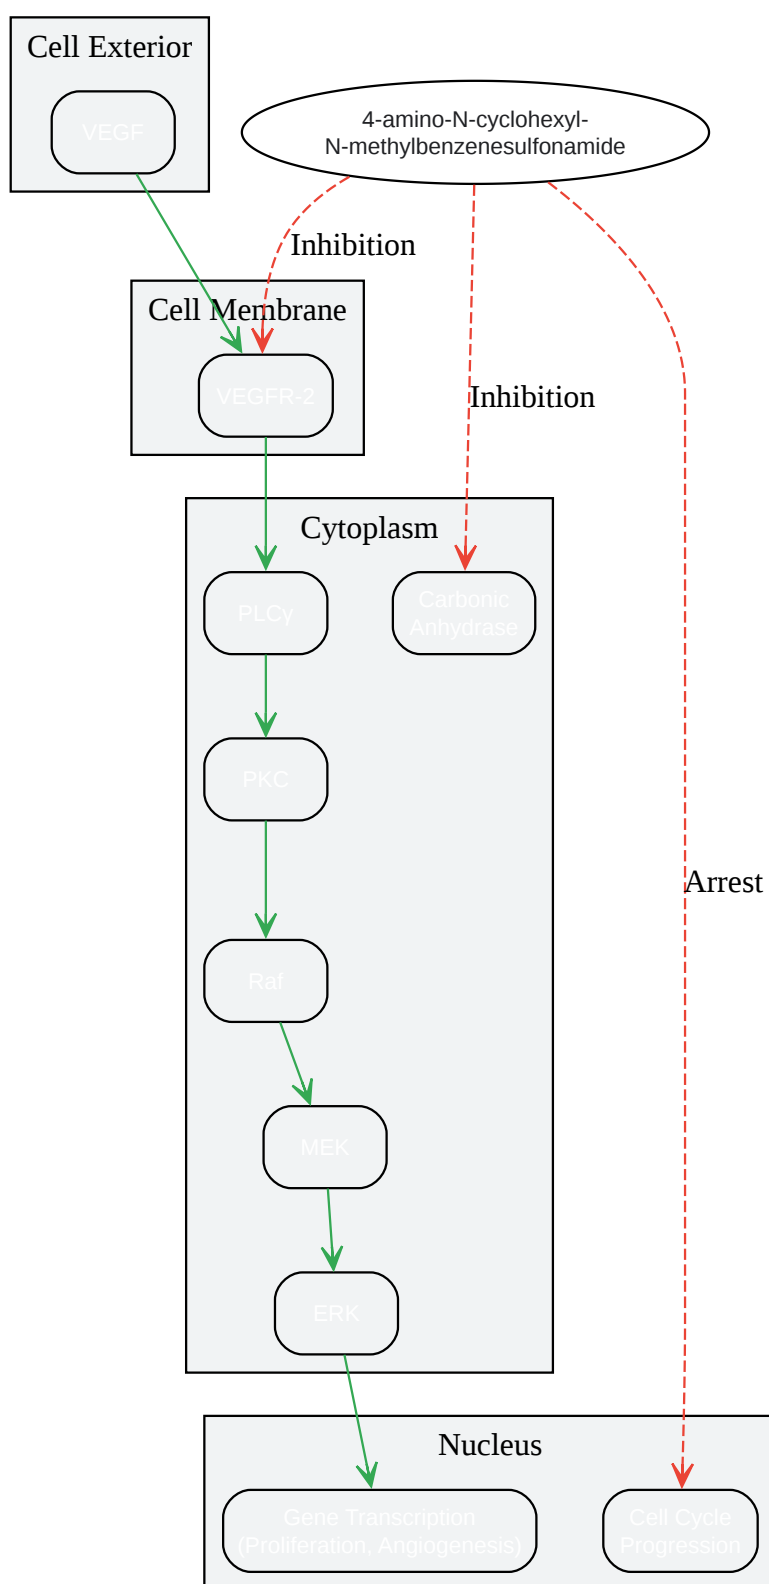 Cell Exterior
VEGF
4-amino-N-cyclohexyl-
N-methylbenzenesulfonamide
Inhibition
Cell Membrane
VEGFR-2
Inhibition
Cytoplasm
PLCγ
Carbonic
Anhydrase
PKC
Arrest
Raf
MEK
ERK
Nucleus
Gene Transcription
(Proliferation, Angiogenesis)
Cell Cycle
Progression